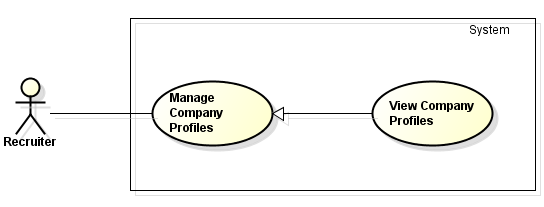 System
Manage
Company
Profiles
View Company
Profiles
Recruiter